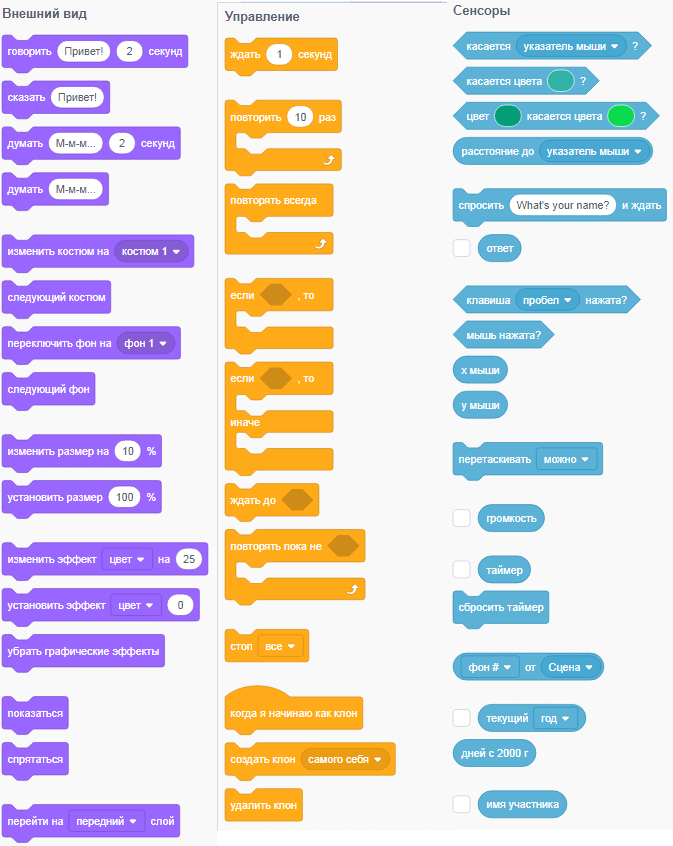 Внешний вид
говорить Привет! 2 секунд
сказать Привет!
думать М-м-м... 2 секунд
думать М-м-м...
изменить костюм на костюм 1
следующий костюм
переключить фон на фон 1
следующий фон
изменить размер на 10 %
установить размер 100 %
изменить эффект цвет на 25
установить эффект цвет 0
убрать графические эффекты
показаться
спрятаться
перейти на передний слой
Управление
ждать 1 секунд
повторить 10 раз
повторять всегда
если , то
если , то
иначе
ждать до
повторять пока не
стоп все
когда я начинаю как клон
создать клон самого себя
удалить клон
Сенсоры
касается указатель мыши ?
касается цвета ?
цвет касается цвета ?
расстояние до указатель мыши
спросить What's your name? и ждать
ответ
клавиша пробел нажата?
мышь нажата?
x мыши
y мыши
перетаскивать можно
громкость
таймер
сбросить таймер
фон # от Сцена
текущий год
дней с 2000 г
имя участника